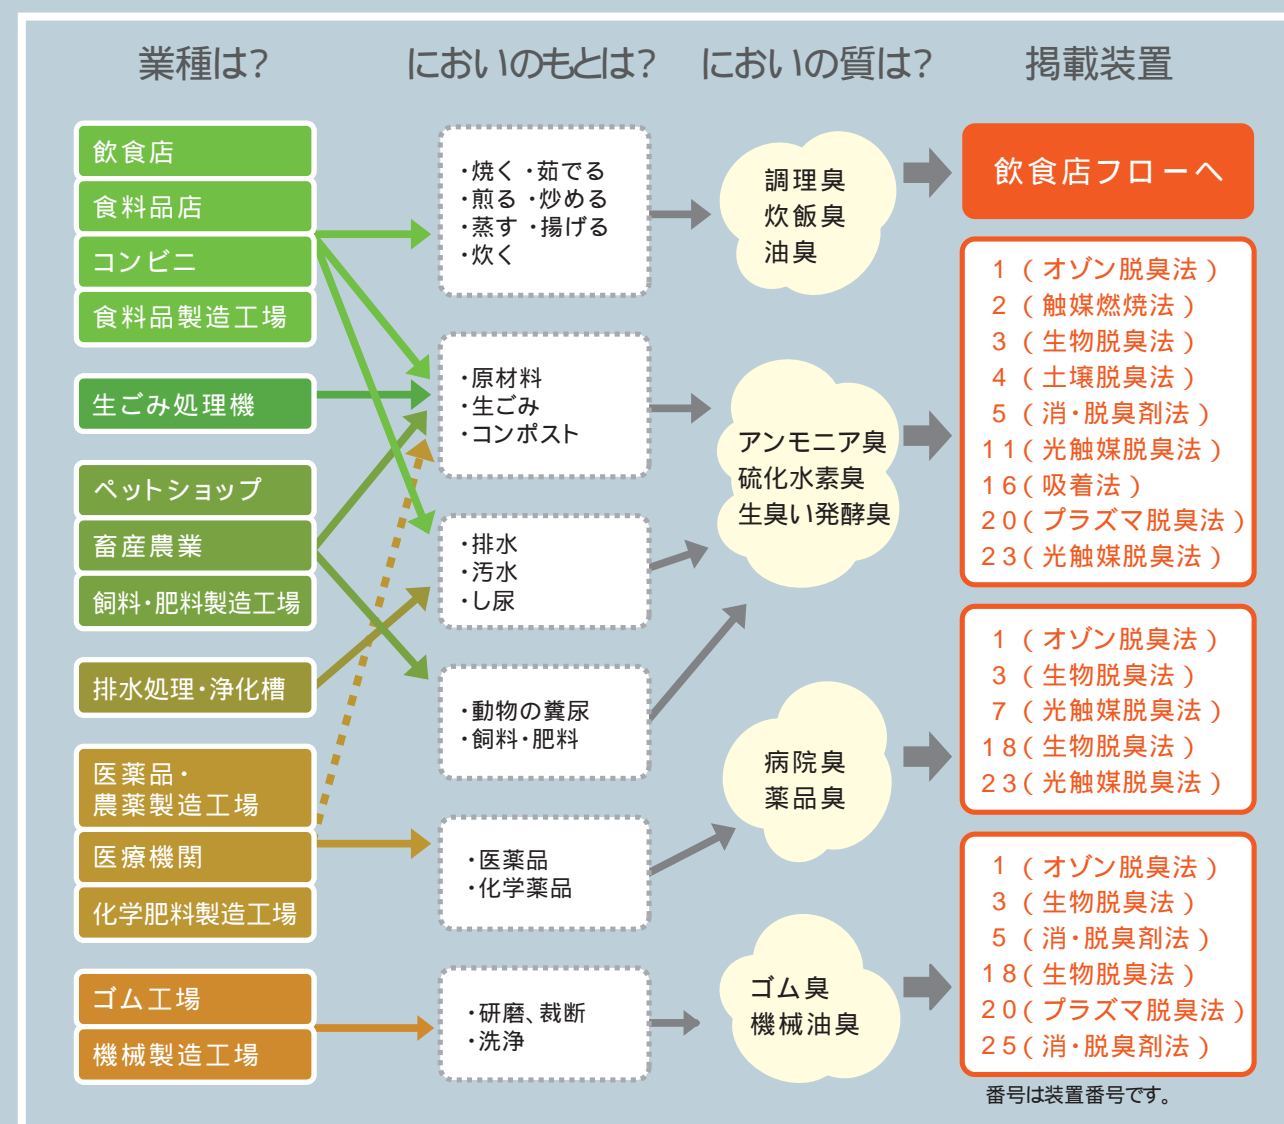 業種は?
においのもとは?
においの質は?
掲載装置
飲食店
食料品店
コンビニ
食料品製造工場
生ごみ処理機
ペットショップ
畜産農業
飼料・肥料製造工場
排水処理・浄化槽
医薬品・
農薬製造工場
医療機関
化学肥料製造工場
ゴム工場
機械製造工場
・焼く ・茹でる
・煎る ・炒める
・蒸す ・揚げる
・炊く
・原材料
・生ごみ
・コンポスト
・排水
・汚水
・し尿
・動物の糞尿
・飼料・肥料
・医薬品
・化学薬品
・研磨、裁断
・洗浄
調理臭
炊飯臭
油臭
アンモニア臭
硫化水素臭
生臭い発酵臭
病院臭
薬品臭
ゴム臭
機械油臭
飲食店フローへ
1(オゾン脱臭法)
2(触媒燃焼法)
3(生物脱臭法)
4(土壌脱臭法)
5(消・脱臭剤法)
11(光触媒脱臭法)
16(吸着法)
20(プラズマ脱臭法)
23(光触媒脱臭法)
1(オゾン脱臭法)
3(生物脱臭法)
7(光触媒脱臭法)
18(生物脱臭法)
23(光触媒脱臭法)
1(オゾン脱臭法)
3(生物脱臭法)
5(消・脱臭剤法)
18(生物脱臭法)
20(プラズマ脱臭法)
25(消・脱臭剤法)
番号は装置番号です。